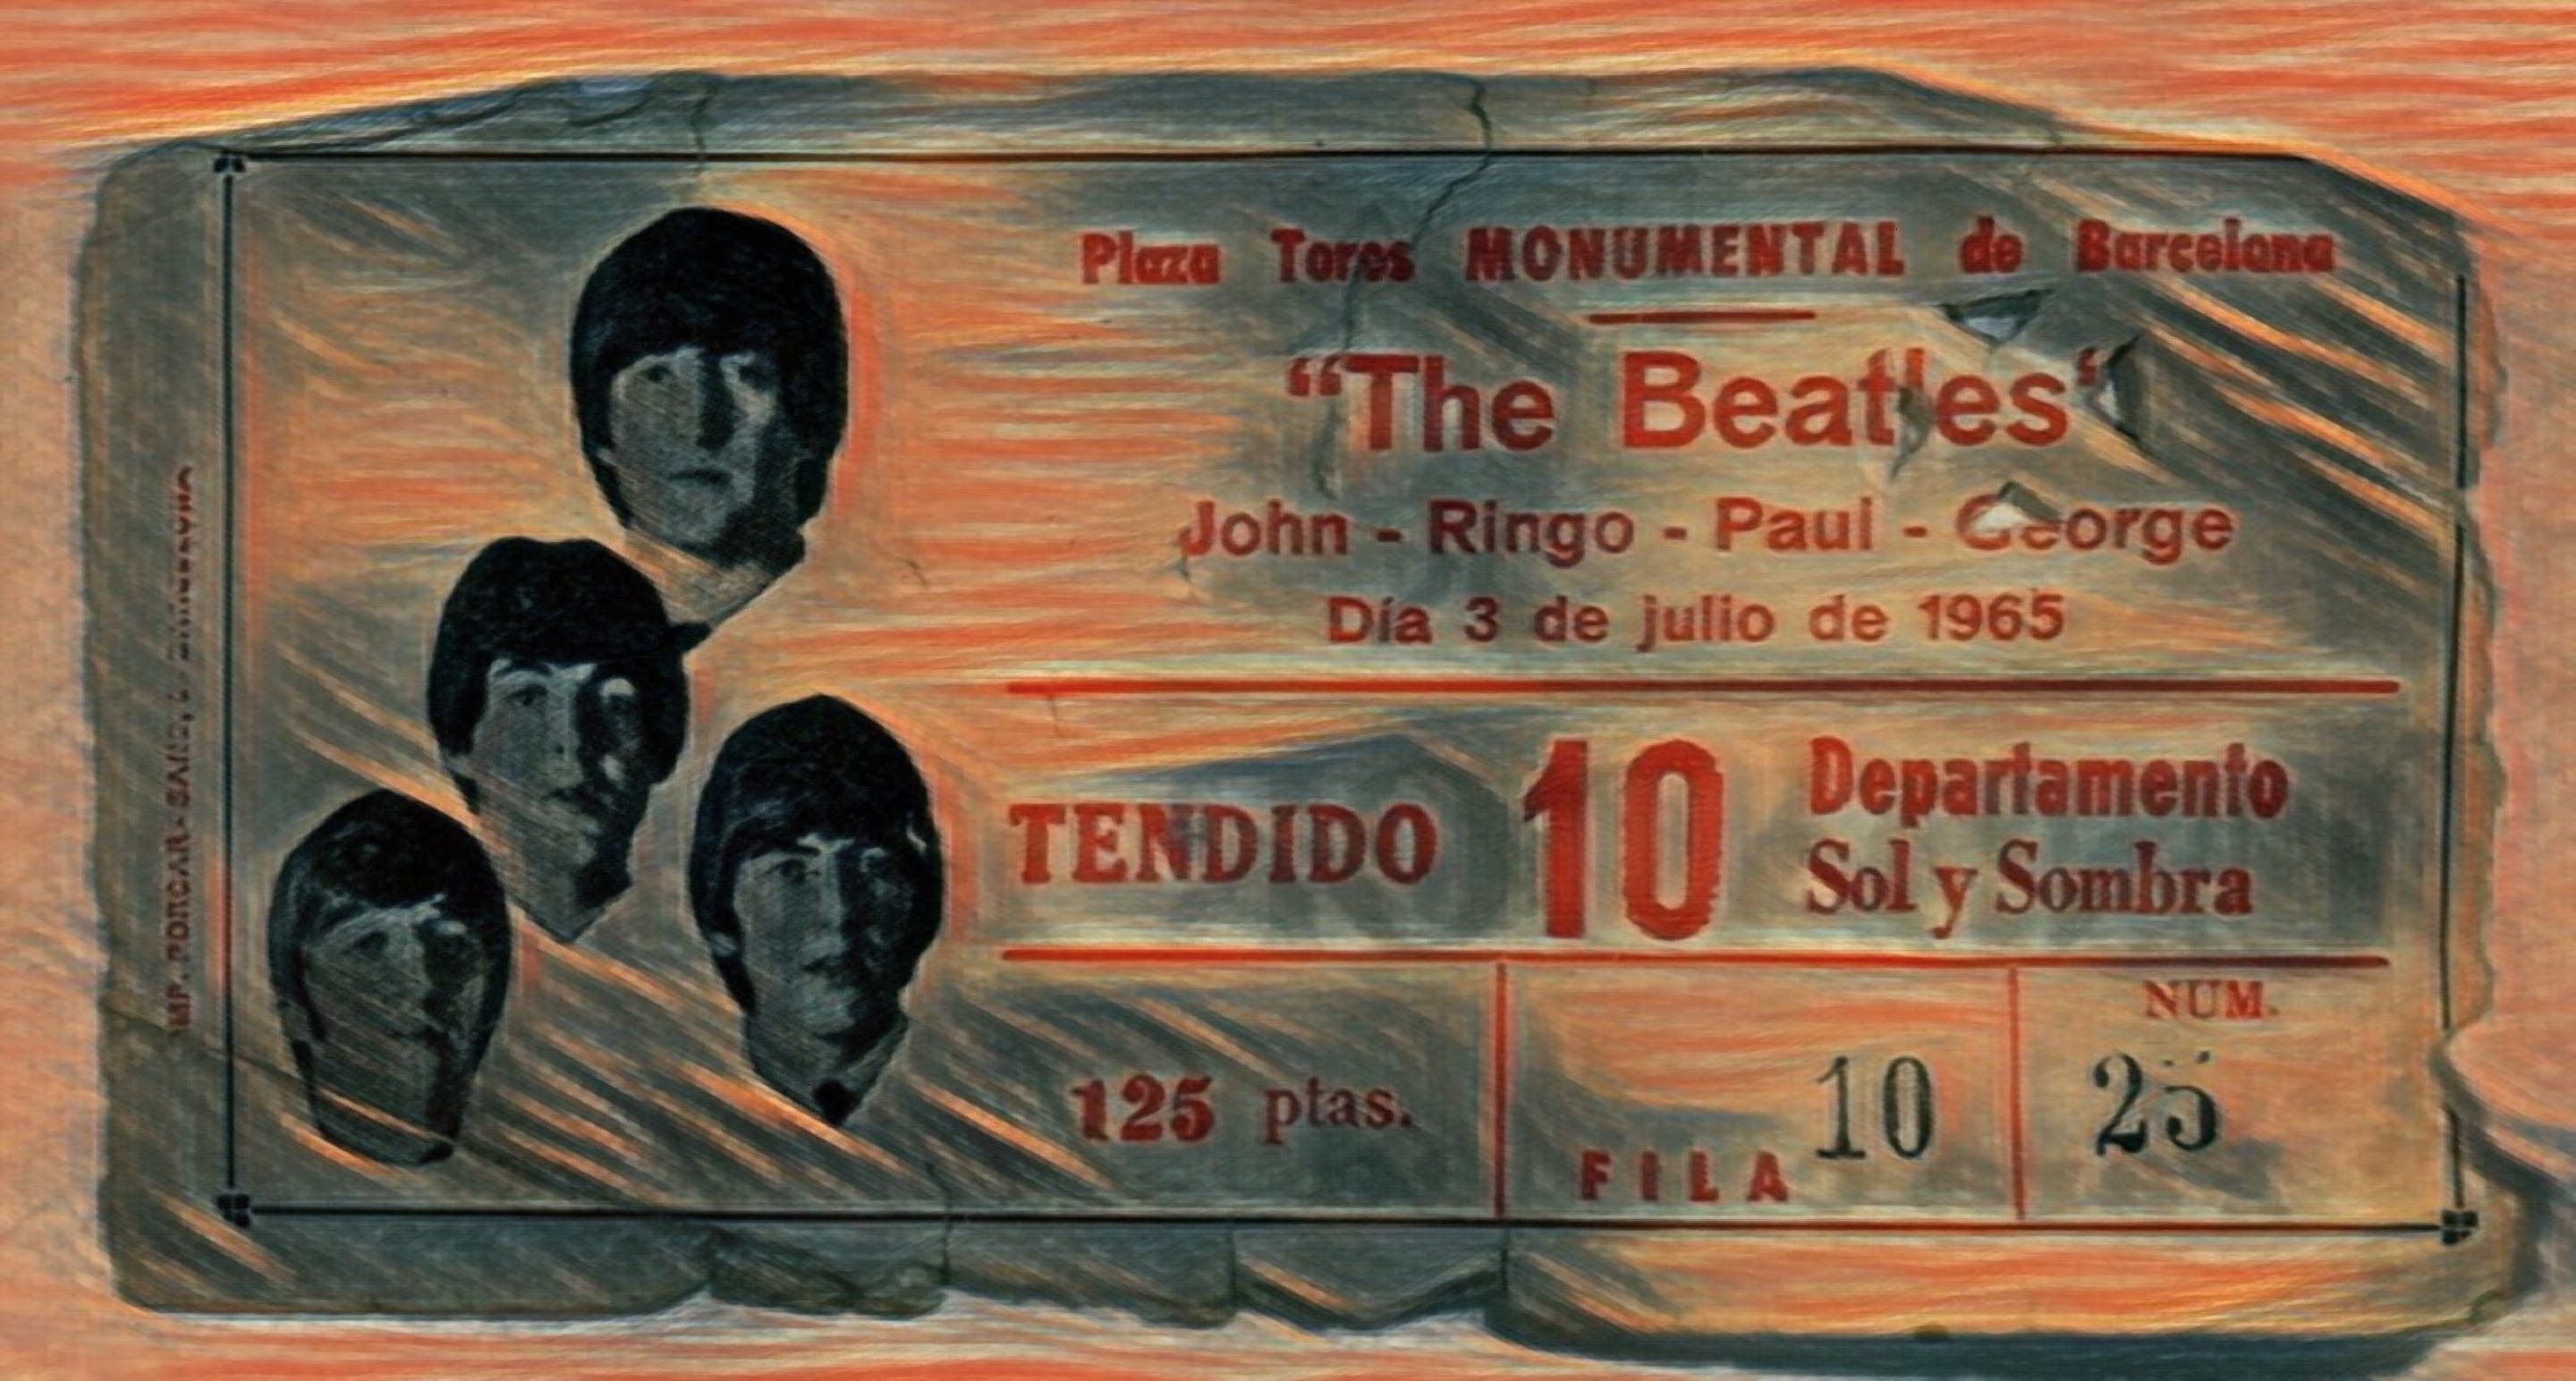 Plaza Toros MONUMENTAL de Barcelona
“The Beatles“
John - Ringo - Paul - George
Día 3 de julio de 1965
TENDIDO 10 Departamento
Sol y Sombra
125 ptas.
FILA 10
NUM.
25
IMP.